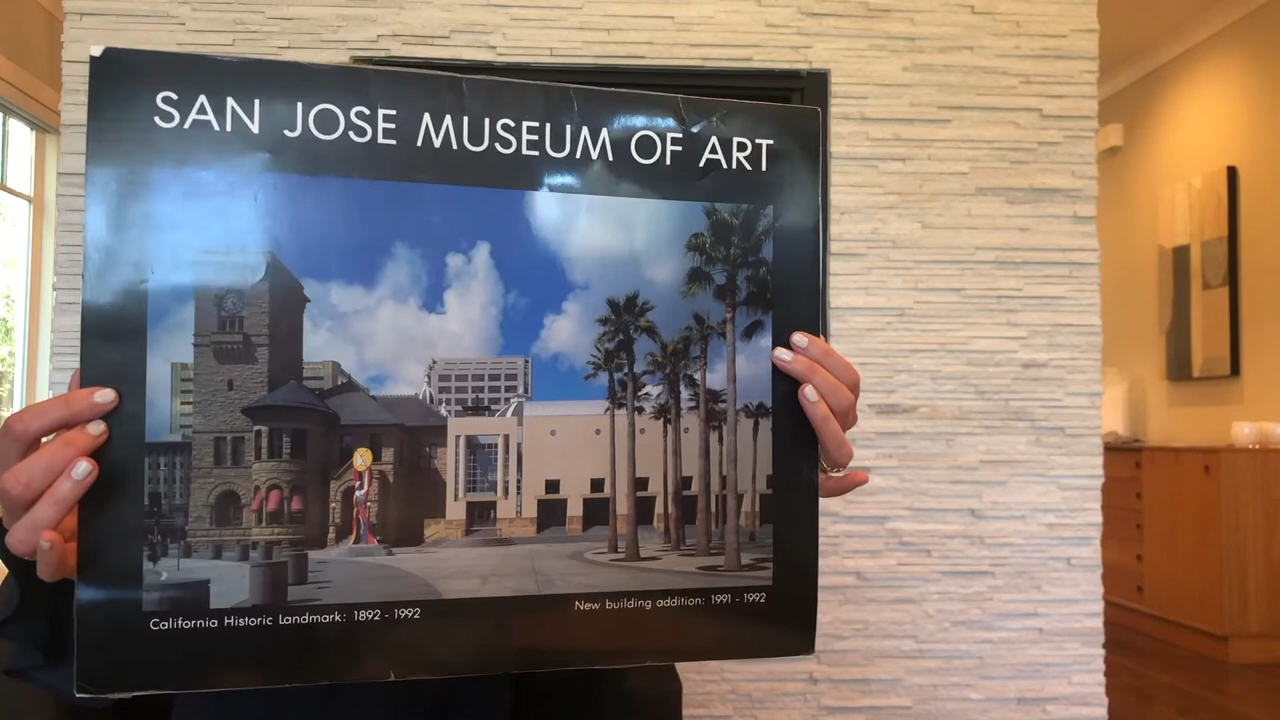 SAN JOSE MUSEUM OF ART
California Historic Landmark: 1892 - 1992
New building addition: 1991 - 1992